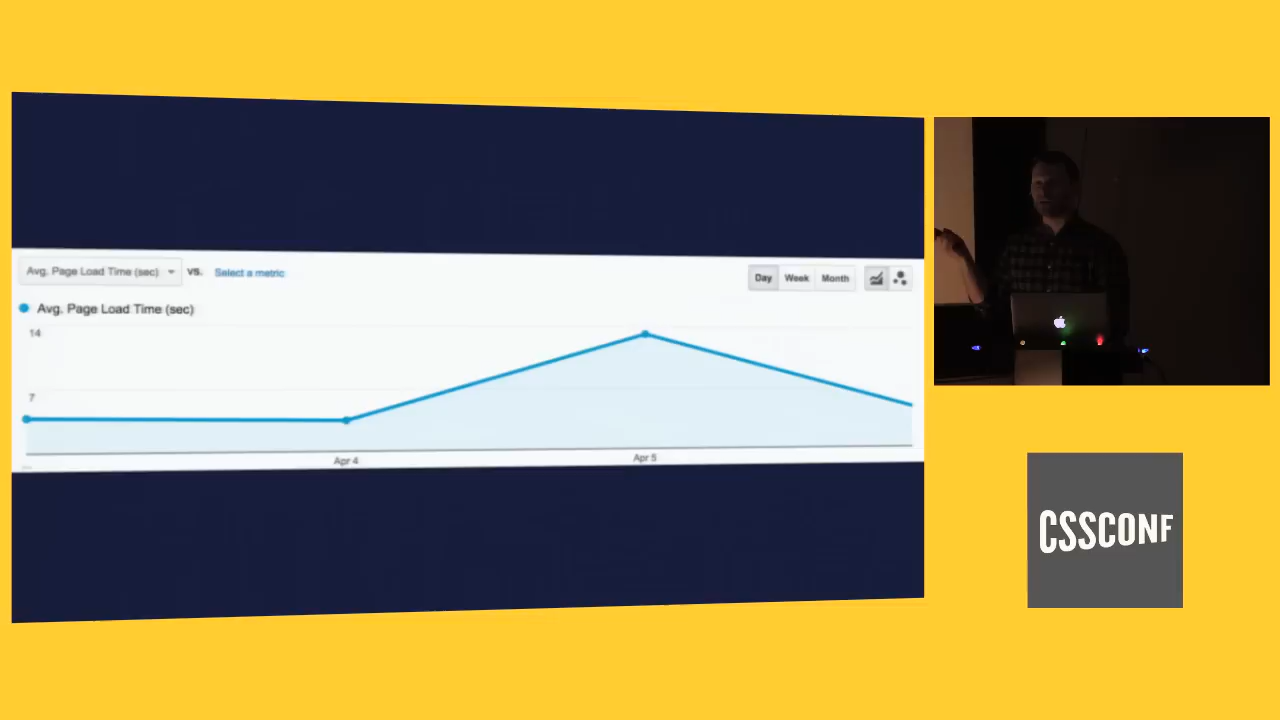 Avg. Page Load Time (sec) vs. Select a metric
Day Week Month
Avg. Page Load Time (sec)
14
7
Apr 4
Apr 5
CSSCONF